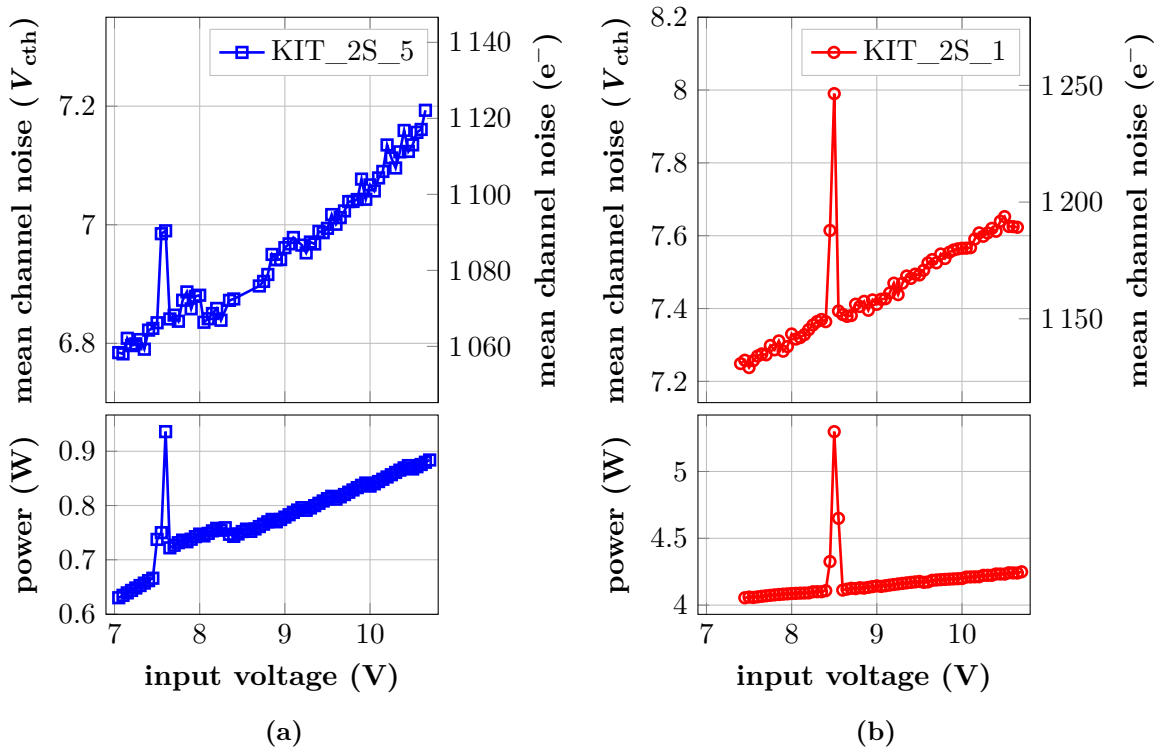 mean channel noise (Vcth)
7.2
7
6.8
KIT_2S_5
1 140
1 120
1 100
1 080
1 060
mean channel noise (e⁻)
power (W)
0.9
0.8
0.7
0.6
7 8 9 10
input voltage (V)
(a)
mean channel noise (Vcth)
8.2
8
7.8
7.6
7.4
7.2
KIT_2S_1
1 250
1 200
1 150
mean channel noise (e⁻)
power (W)
5
4.5
4
7 8 9 10
input voltage (V)
(b)